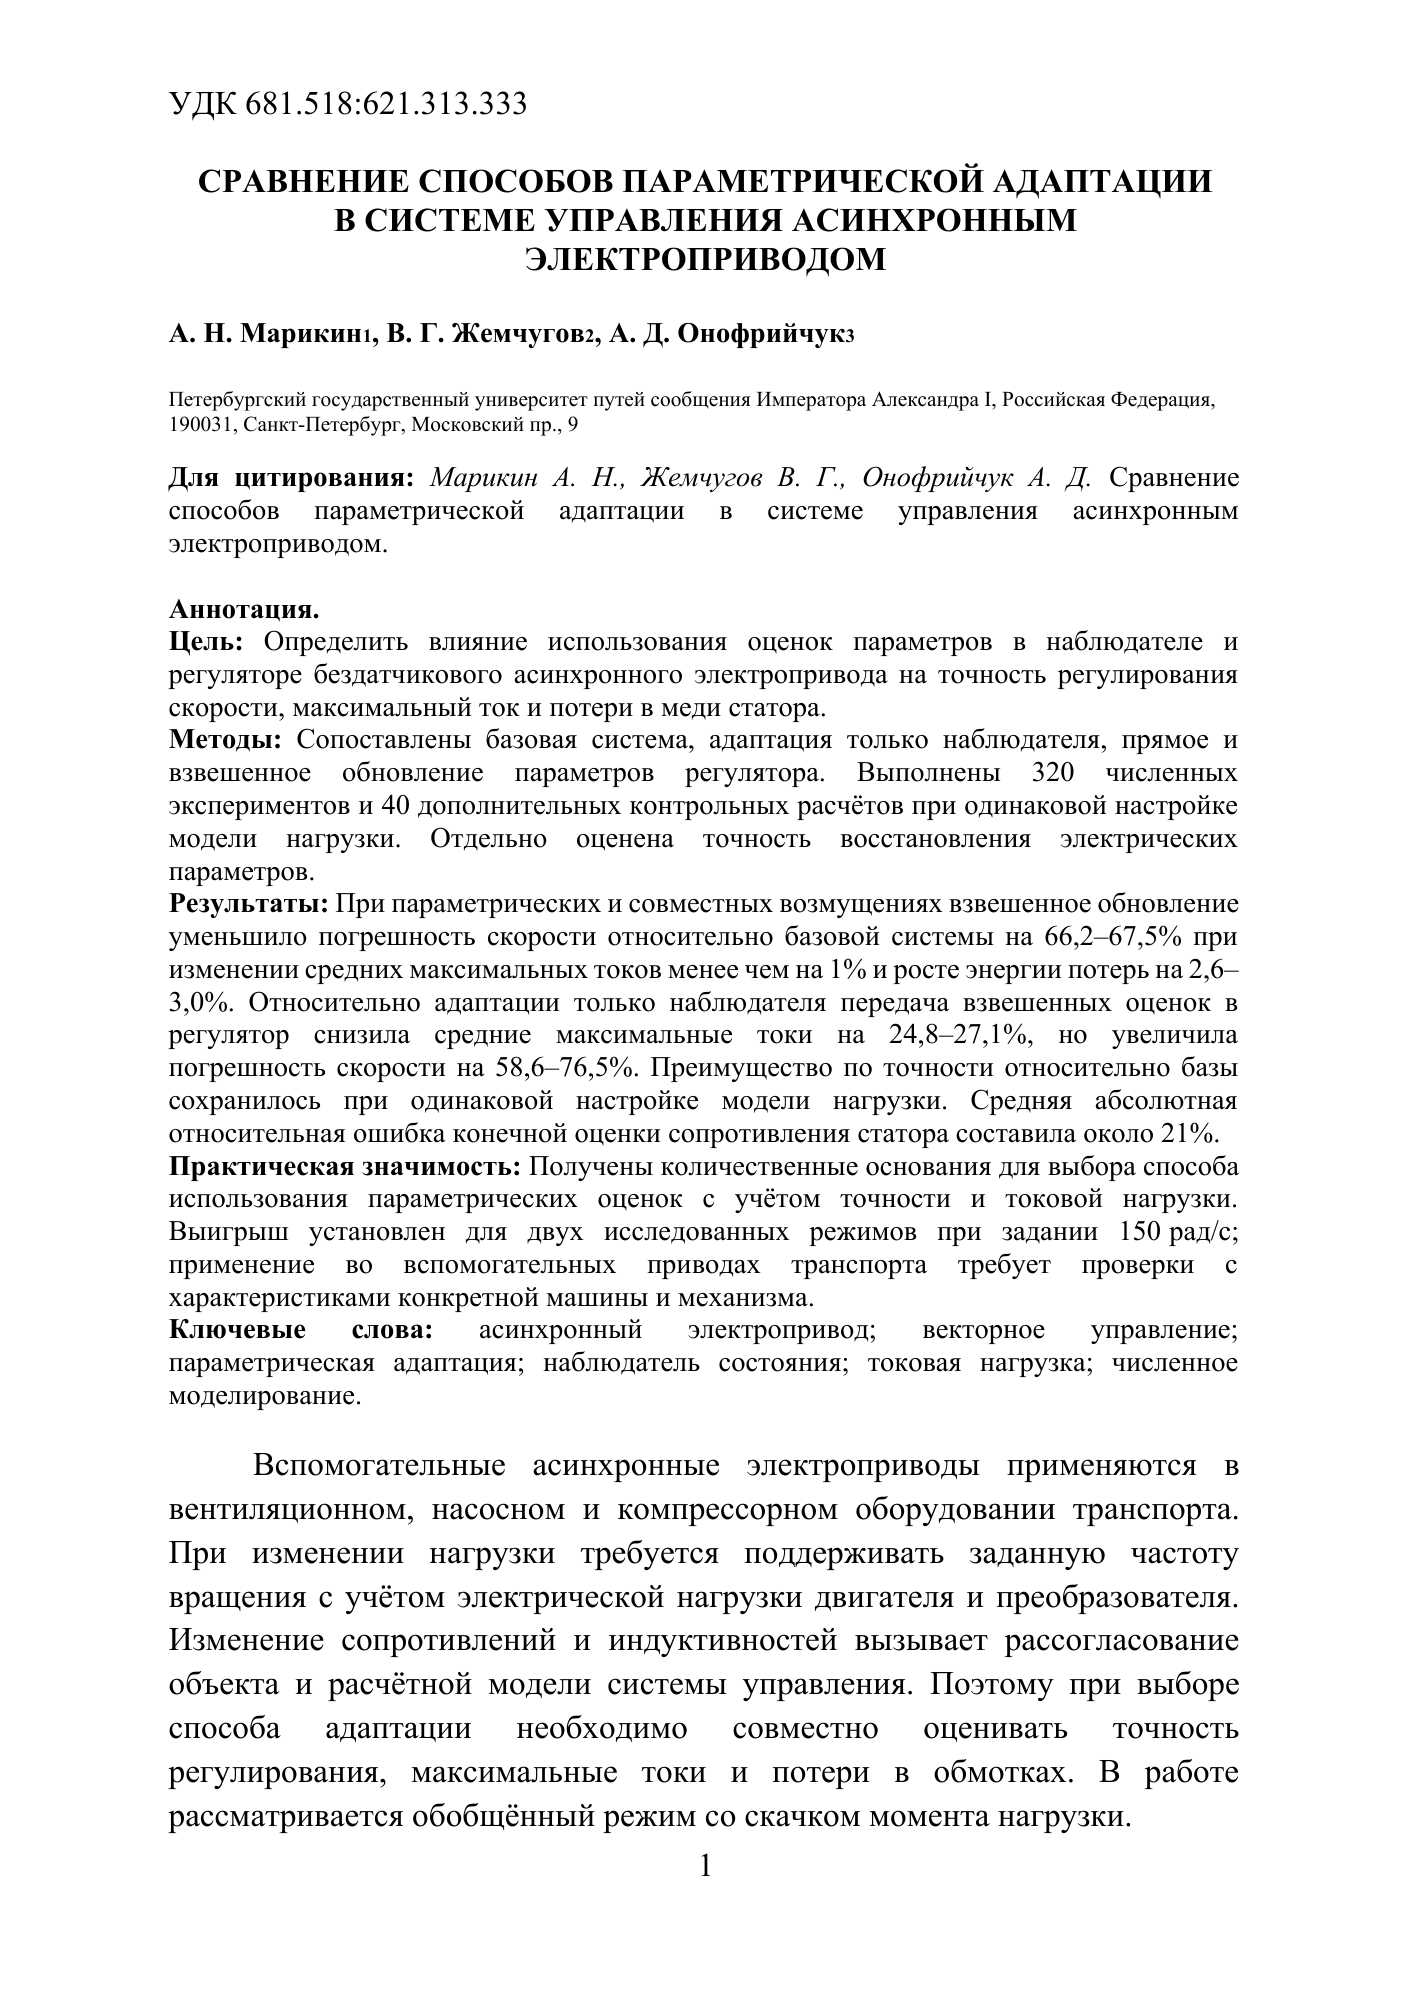 УДК 681.518:621.313.333
СРАВНЕНИЕ СПОСОБОВ ПАРАМЕТРИЧЕСКОЙ АДАПТАЦИИ
В СИСТЕМЕ УПРАВЛЕНИЯ АСИНХРОННЫМ
ЭЛЕКТРОПРИВОДОМ
А. Н. Марикин1, В. Г. Жемчугов2, А. Д. Онофрийчук3
Петербургский государственный университет путей сообщения Императора Александра I, Российская Федерация,
190031, Санкт-Петербург, Московский пр., 9
Для цитирования: Марикин А. Н., Жемчугов В. Г., Онофрийчук А. Д. Сравнение
способов параметрической адаптации в системе управления асинхронным
электроприводом.
Аннотация.
Цель: Определить влияние использования оценок параметров в наблюдателе и
регуляторе бездатчикового асинхронного электропривода на точность регулирования
скорости, максимальный ток и потери в меди статора.
Методы: Сопоставлены базовая система, адаптация только наблюдателя, прямое и
взвешенное обновление параметров регулятора. Выполнены 320 численных
экспериментов и 40 дополнительных контрольных расчётов при одинаковой настройке
модели нагрузки. Отдельно оценена точность восстановления электрических
параметров.
Результаты: При параметрических и совместных возмущениях взвешенное обновление
уменьшило погрешность скорости относительно базовой системы на 66,2–67,5% при
изменении средних максимальных токов менее чем на 1% и росте энергии потерь на 2,6–
3,0%. Относительно адаптации только наблюдателя передача взвешенных оценок в
регулятор снизила средние максимальные токи на 24,8–27,1%, но увеличила
погрешность скорости на 58,6–76,5%. Преимущество по точности относительно базы
сохранилось при одинаковой настройке модели нагрузки. Средняя абсолютная
относительная ошибка конечной оценки сопротивления статора составила около 21%.
Практическая значимость: Получены количественные основания для выбора способа
использования параметрических оценок с учётом точности и токовой нагрузки.
Выигрыш установлен для двух исследованных режимов при задании 150 рад/с;
применение во вспомогательных приводах транспорта требует проверки с
характеристиками конкретной машины и механизма.
Ключевые слова: асинхронный электропривод; векторное управление;
параметрическая адаптация; наблюдатель состояния; токовая нагрузка; численное
моделирование.
Вспомогательные асинхронные электроприводы применяются в
вентиляционном, насосном и компрессорном оборудовании транспорта.
При изменении нагрузки требуется поддерживать заданную частоту
вращения с учётом электрической нагрузки двигателя и преобразователя.
Изменение сопротивлений и индуктивностей вызывает рассогласование
объекта и расчётной модели системы управления. Поэтому при выборе
способа адаптации необходимо совместно оценивать точность
регулирования, максимальные токи и потери в обмотках. В работе
рассматривается обобщённый режим со скачком момента нагрузки.
1